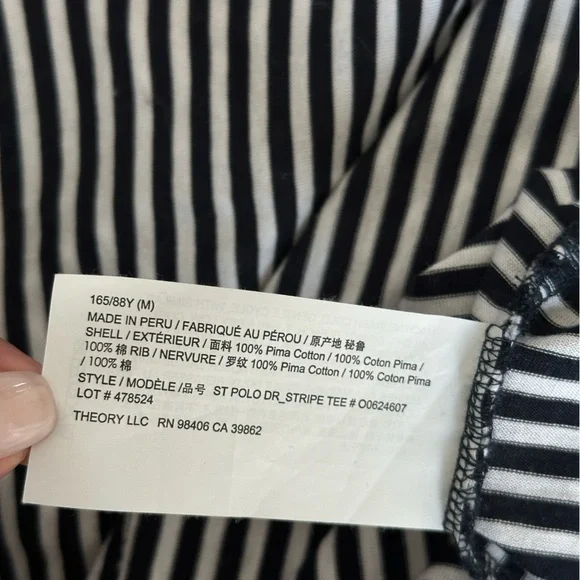 165/88Y (M)
MADE IN PERU / FABRIQUÉ AU PÉROU / 原产地 秘鲁
SHELL / EXTÉRIEUR / 面料 100% Pima Cotton / 100% Coton Pima /
100% 棉 RIB / NERVURE / 罗纹 100% Pima Cotton / 100% Coton Pima
/ 100% 棉
STYLE / MODÈLE /品号 ST POLO DR_STRIPE TEE # O0624607
LOT # 478524
THEORY LLC RN 98406 CA 39862